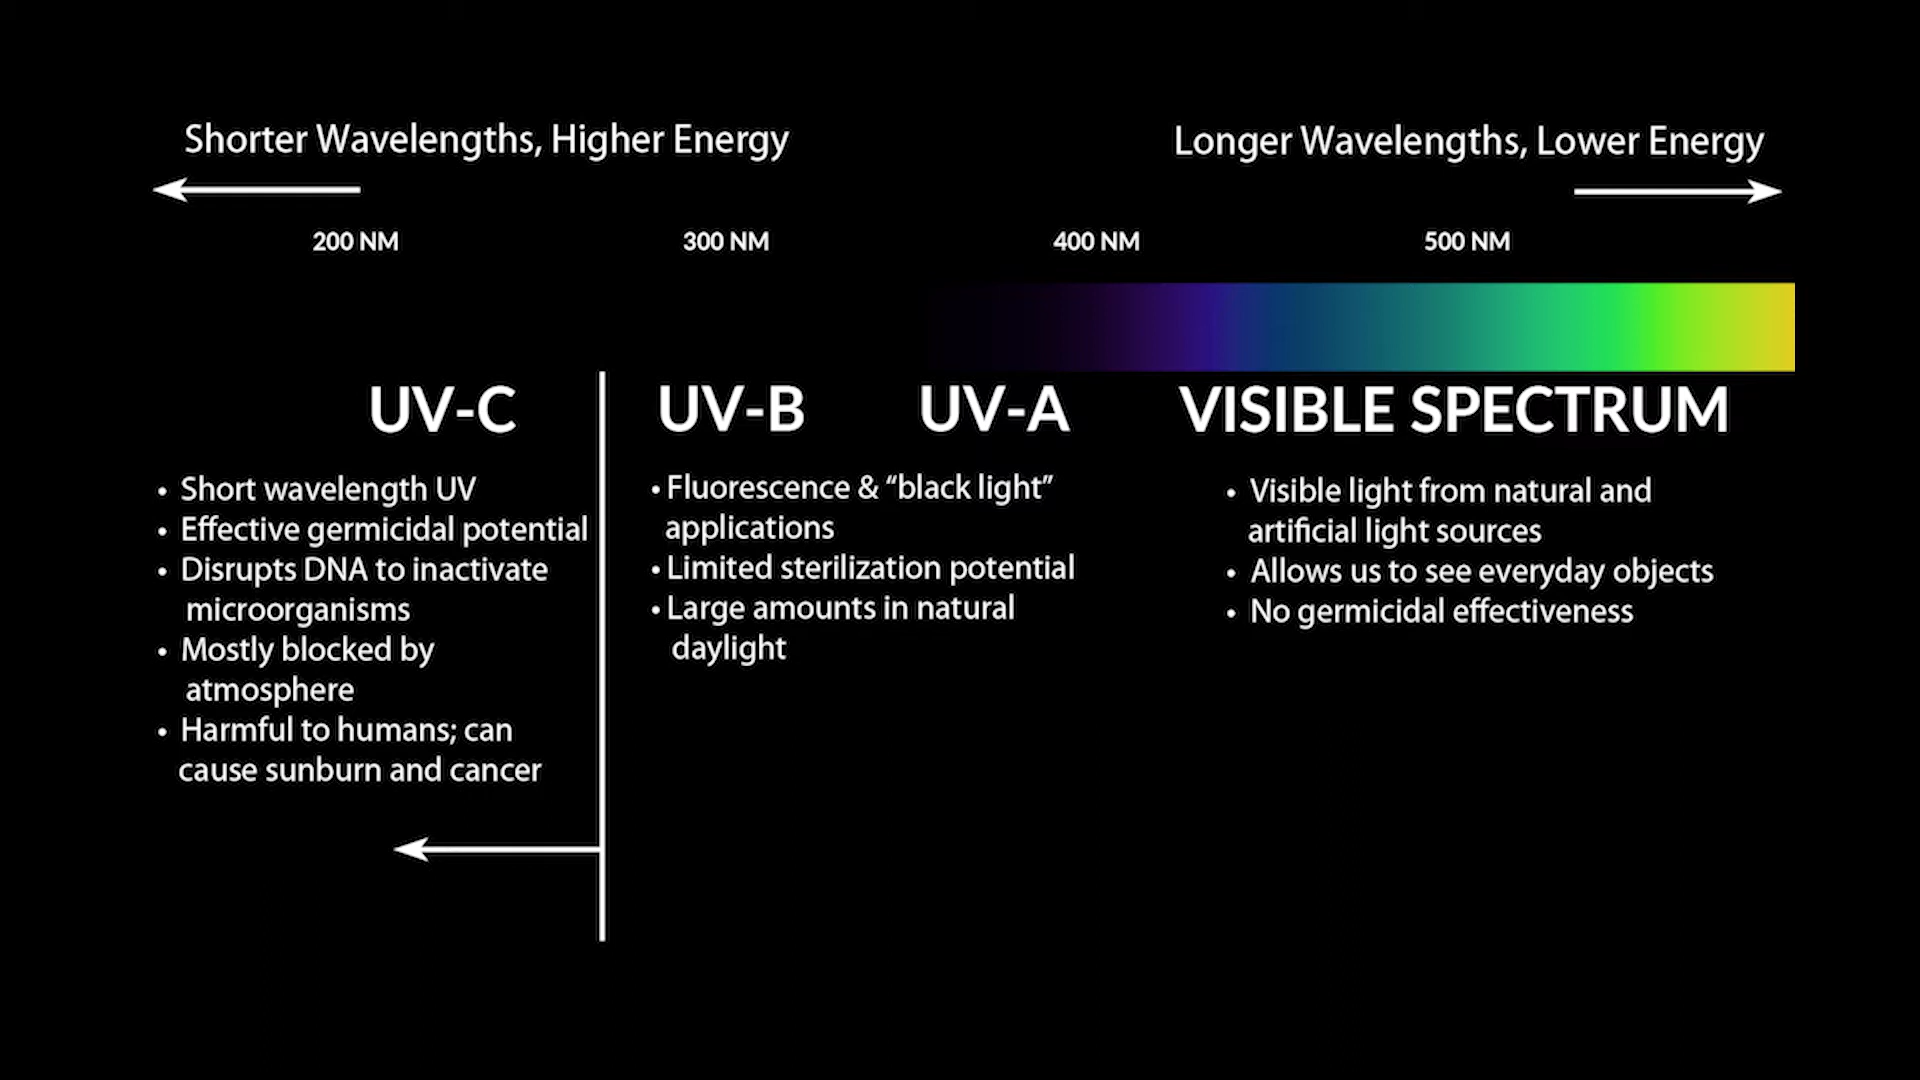 Shorter Wavelengths, Higher Energy
Longer Wavelengths, Lower Energy
200 NM
300 NM
400 NM
500 NM
UV-C
• Short wavelength UV
• Effective germicidal potential
• Disrupts DNA to inactivate
microorganisms
• Mostly blocked by
atmosphere
• Harmful to humans; can
cause sunburn and cancer
UV-B
UV-A
• Fluorescence & “black light”
applications
• Limited sterilization potential
• Large amounts in natural
daylight
VISIBLE SPECTRUM
• Visible light from natural and
artificial light sources
• Allows us to see everyday objects
• No germicidal effectiveness